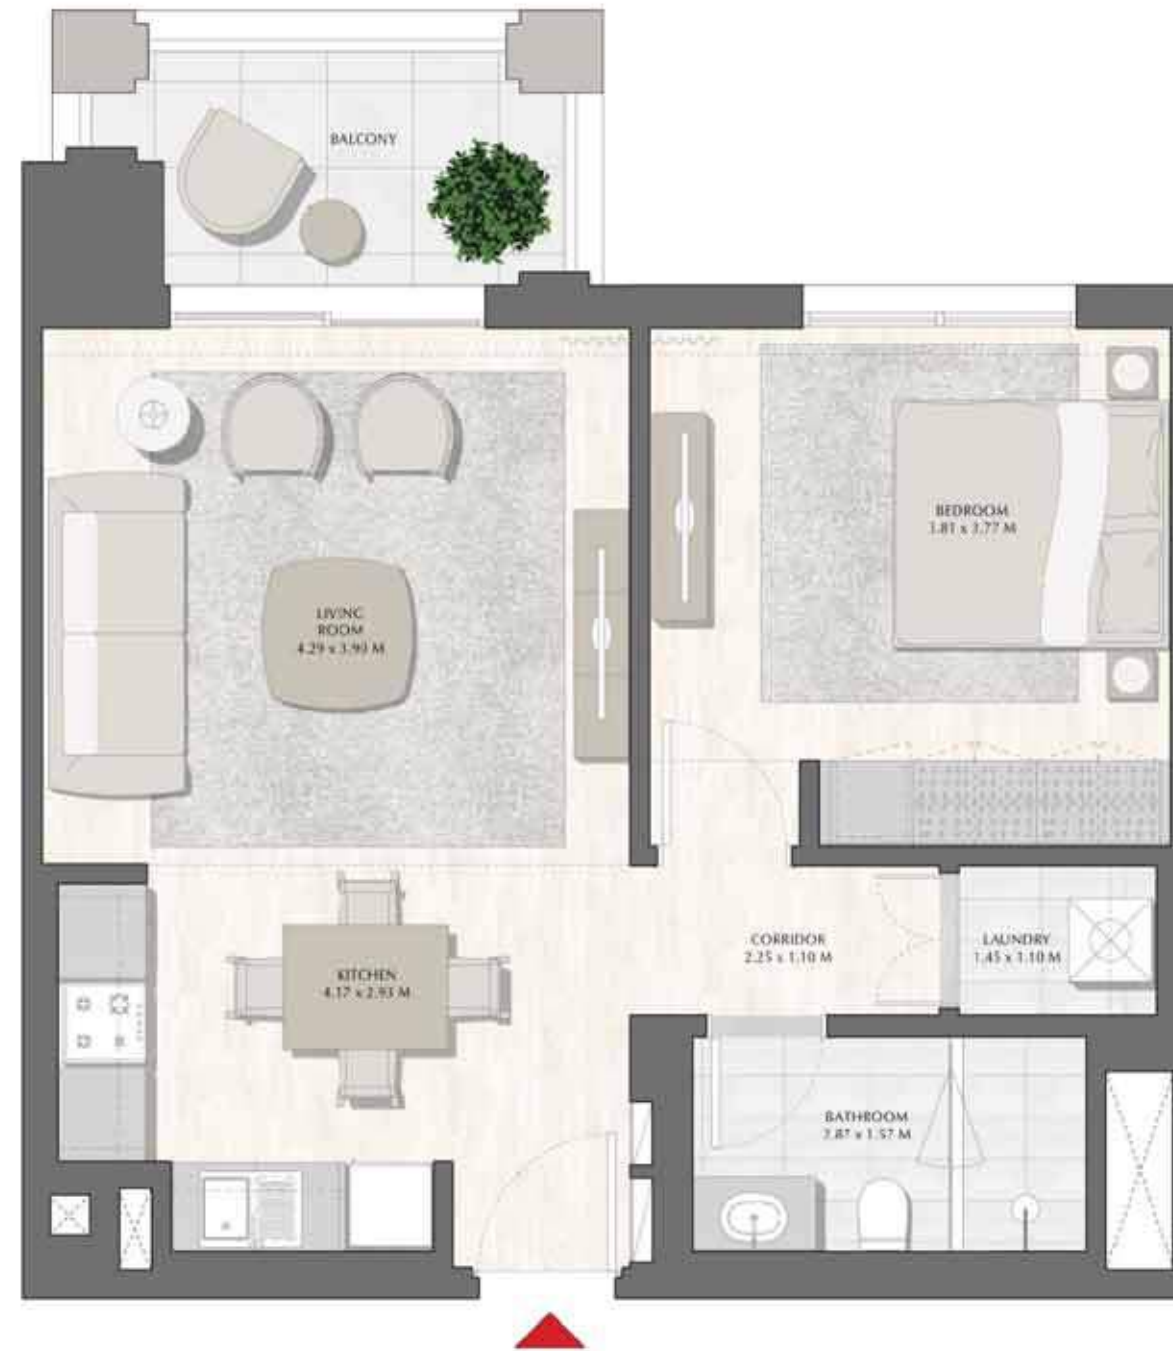 BALCONY
BEDROOM
3.81 x 3.77 M
LIVING
ROOM
4.29 x 3.90 M
CORRIDOR
2.25 x 1.10 M
LAUNDRY
1.45 x 1.10 M
KITCHEN
4.17 x 2.93 M
BATHROOM
2.87 x 1.57 M